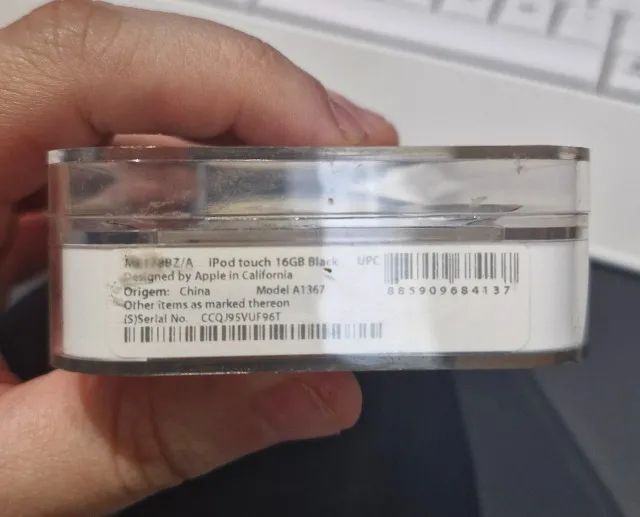 iPod touch 16GB Black UPC
Designed by Apple in California
Origem: China Model A1367
Other items as marked thereon
(S)Serial No. CCQJ95VUF96T
885909684137